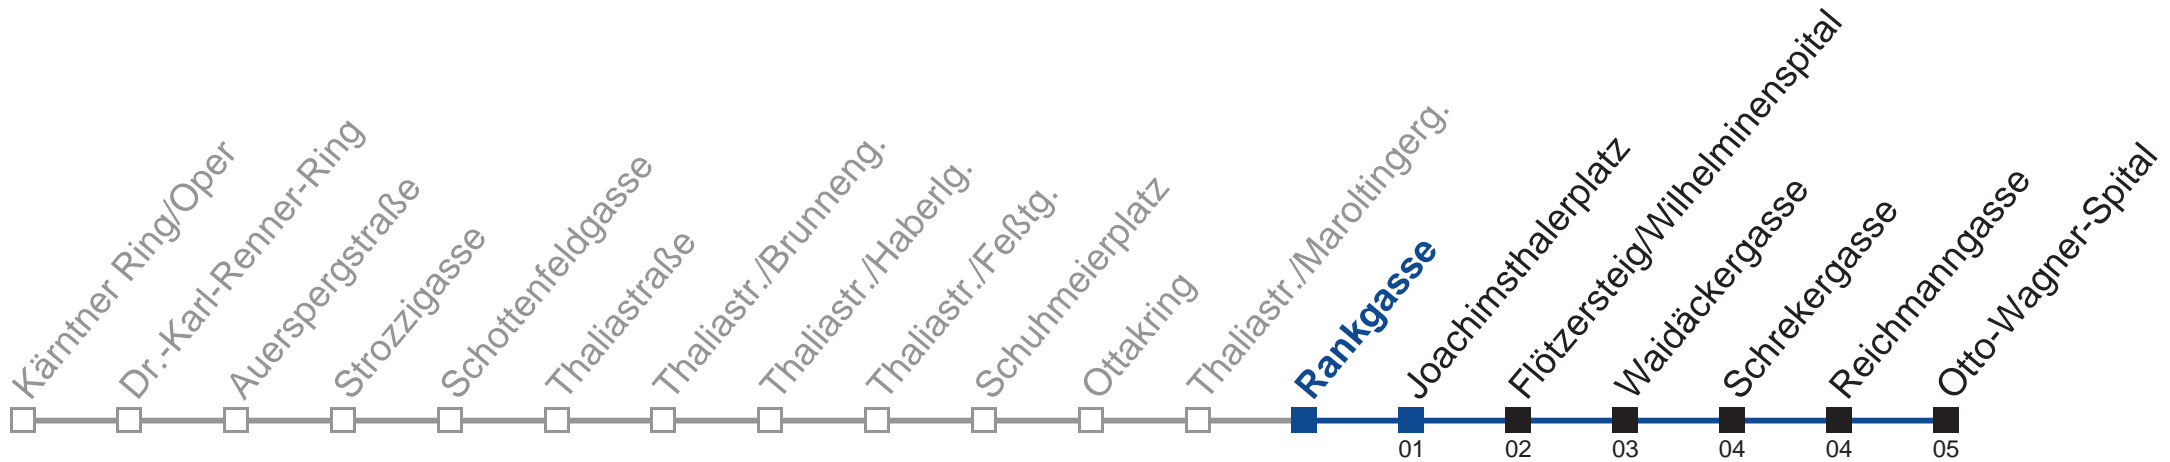 Kärntner Ring/Oper
Dr.-Karl-Renner-Ring
Auerspergstraße
Strozzigasse
Schottenfeldgasse
Thaliastraße
Thaliastr./Brunneng.
Thaliastr./Haberlg.
Thaliastr./Feßtg.
Schuhmeierplatz
Ottakring
Thaliastr./Maroltingerg.
Rankgasse
Joachimsthalerplatz
Flötzersteig/Wilhelminenspital
Waidäckergasse
Schrekergasse
Reichmanngasse
Otto-Wagner-Spital
01
02
03
04
04
05